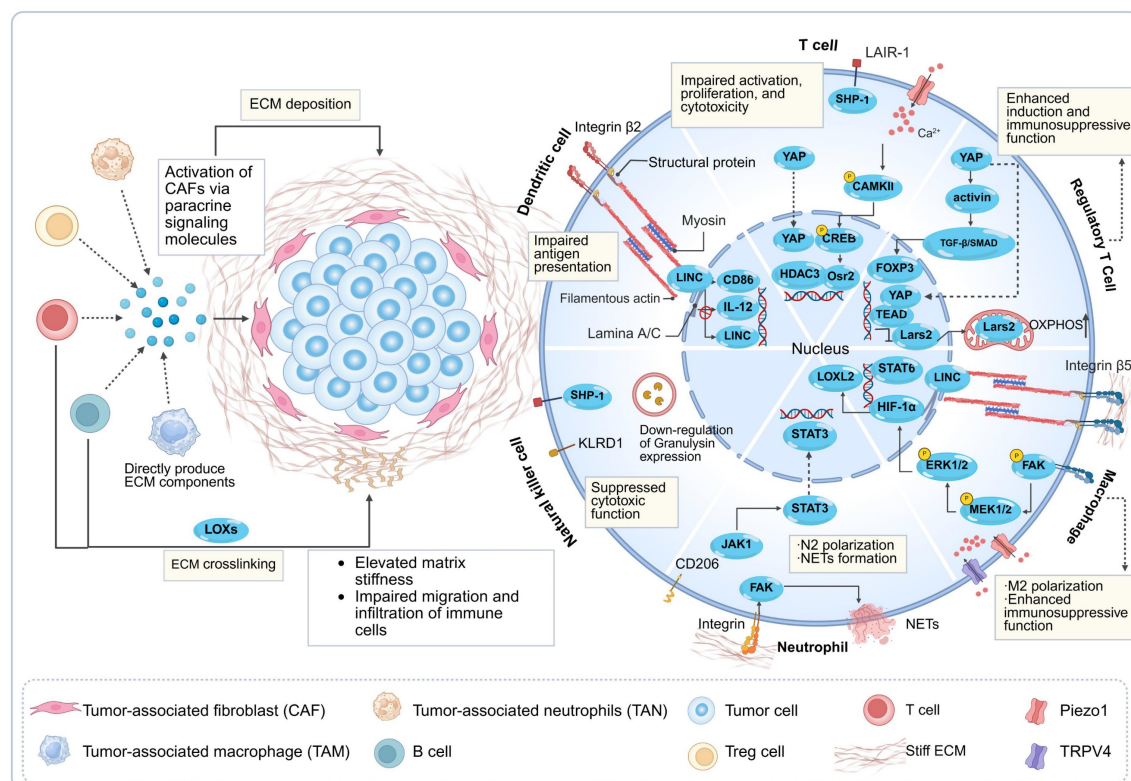 ECM deposition
Activation of
CAFs via
paracrine
signaling
molecules
Directly produce
ECM components
LOXs
ECM crosslinking
• Elevated matrix
stiffness
• Impaired migration and
infiltration of immune
cells
T cell
LAIR-1
SHP-1
Ca²⁺
Impaired activation,
proliferation, and
cytotoxicity
YAP
P
CAMKII
YAP
P
CREB
HDAC3
Osr2
Dendritic cell
Integrin β2
Structural protein
Myosin
Impaired
antigen
presentation
Filamentous actin
Lamina A/C
LINC
CD86
IL-12
LINC
Enhanced
induction and
immunosuppressive
function
Regulatory T Cell
YAP
activin
TGF-β/SMAD
FOXP3
YAP
TEAD
Lars2
Lars2
OXPHOS
Nucleus
Natural killer cell
SHP-1
KLRD1
Down-regulation
of Granulysin
expression
Suppressed
cytotoxic
function
Macrophage
Integrin β5
LINC
STAT6
LOXL2
HIF-1α
P
ERK1/2
P
FAK
P
MEK1/2
·M2 polarization
·Enhanced
immunosuppressive
function
STAT3
STAT3
JAK1
CD206
·N2 polarization
·NETs formation
FAK
Integrin
NETs
Neutrophil
Tumor-associated fibroblast (CAF)
Tumor-associated neutrophils (TAN)
Tumor cell
T cell
Piezo1
Tumor-associated macrophage (TAM)
B cell
Treg cell
Stiff ECM
TRPV4